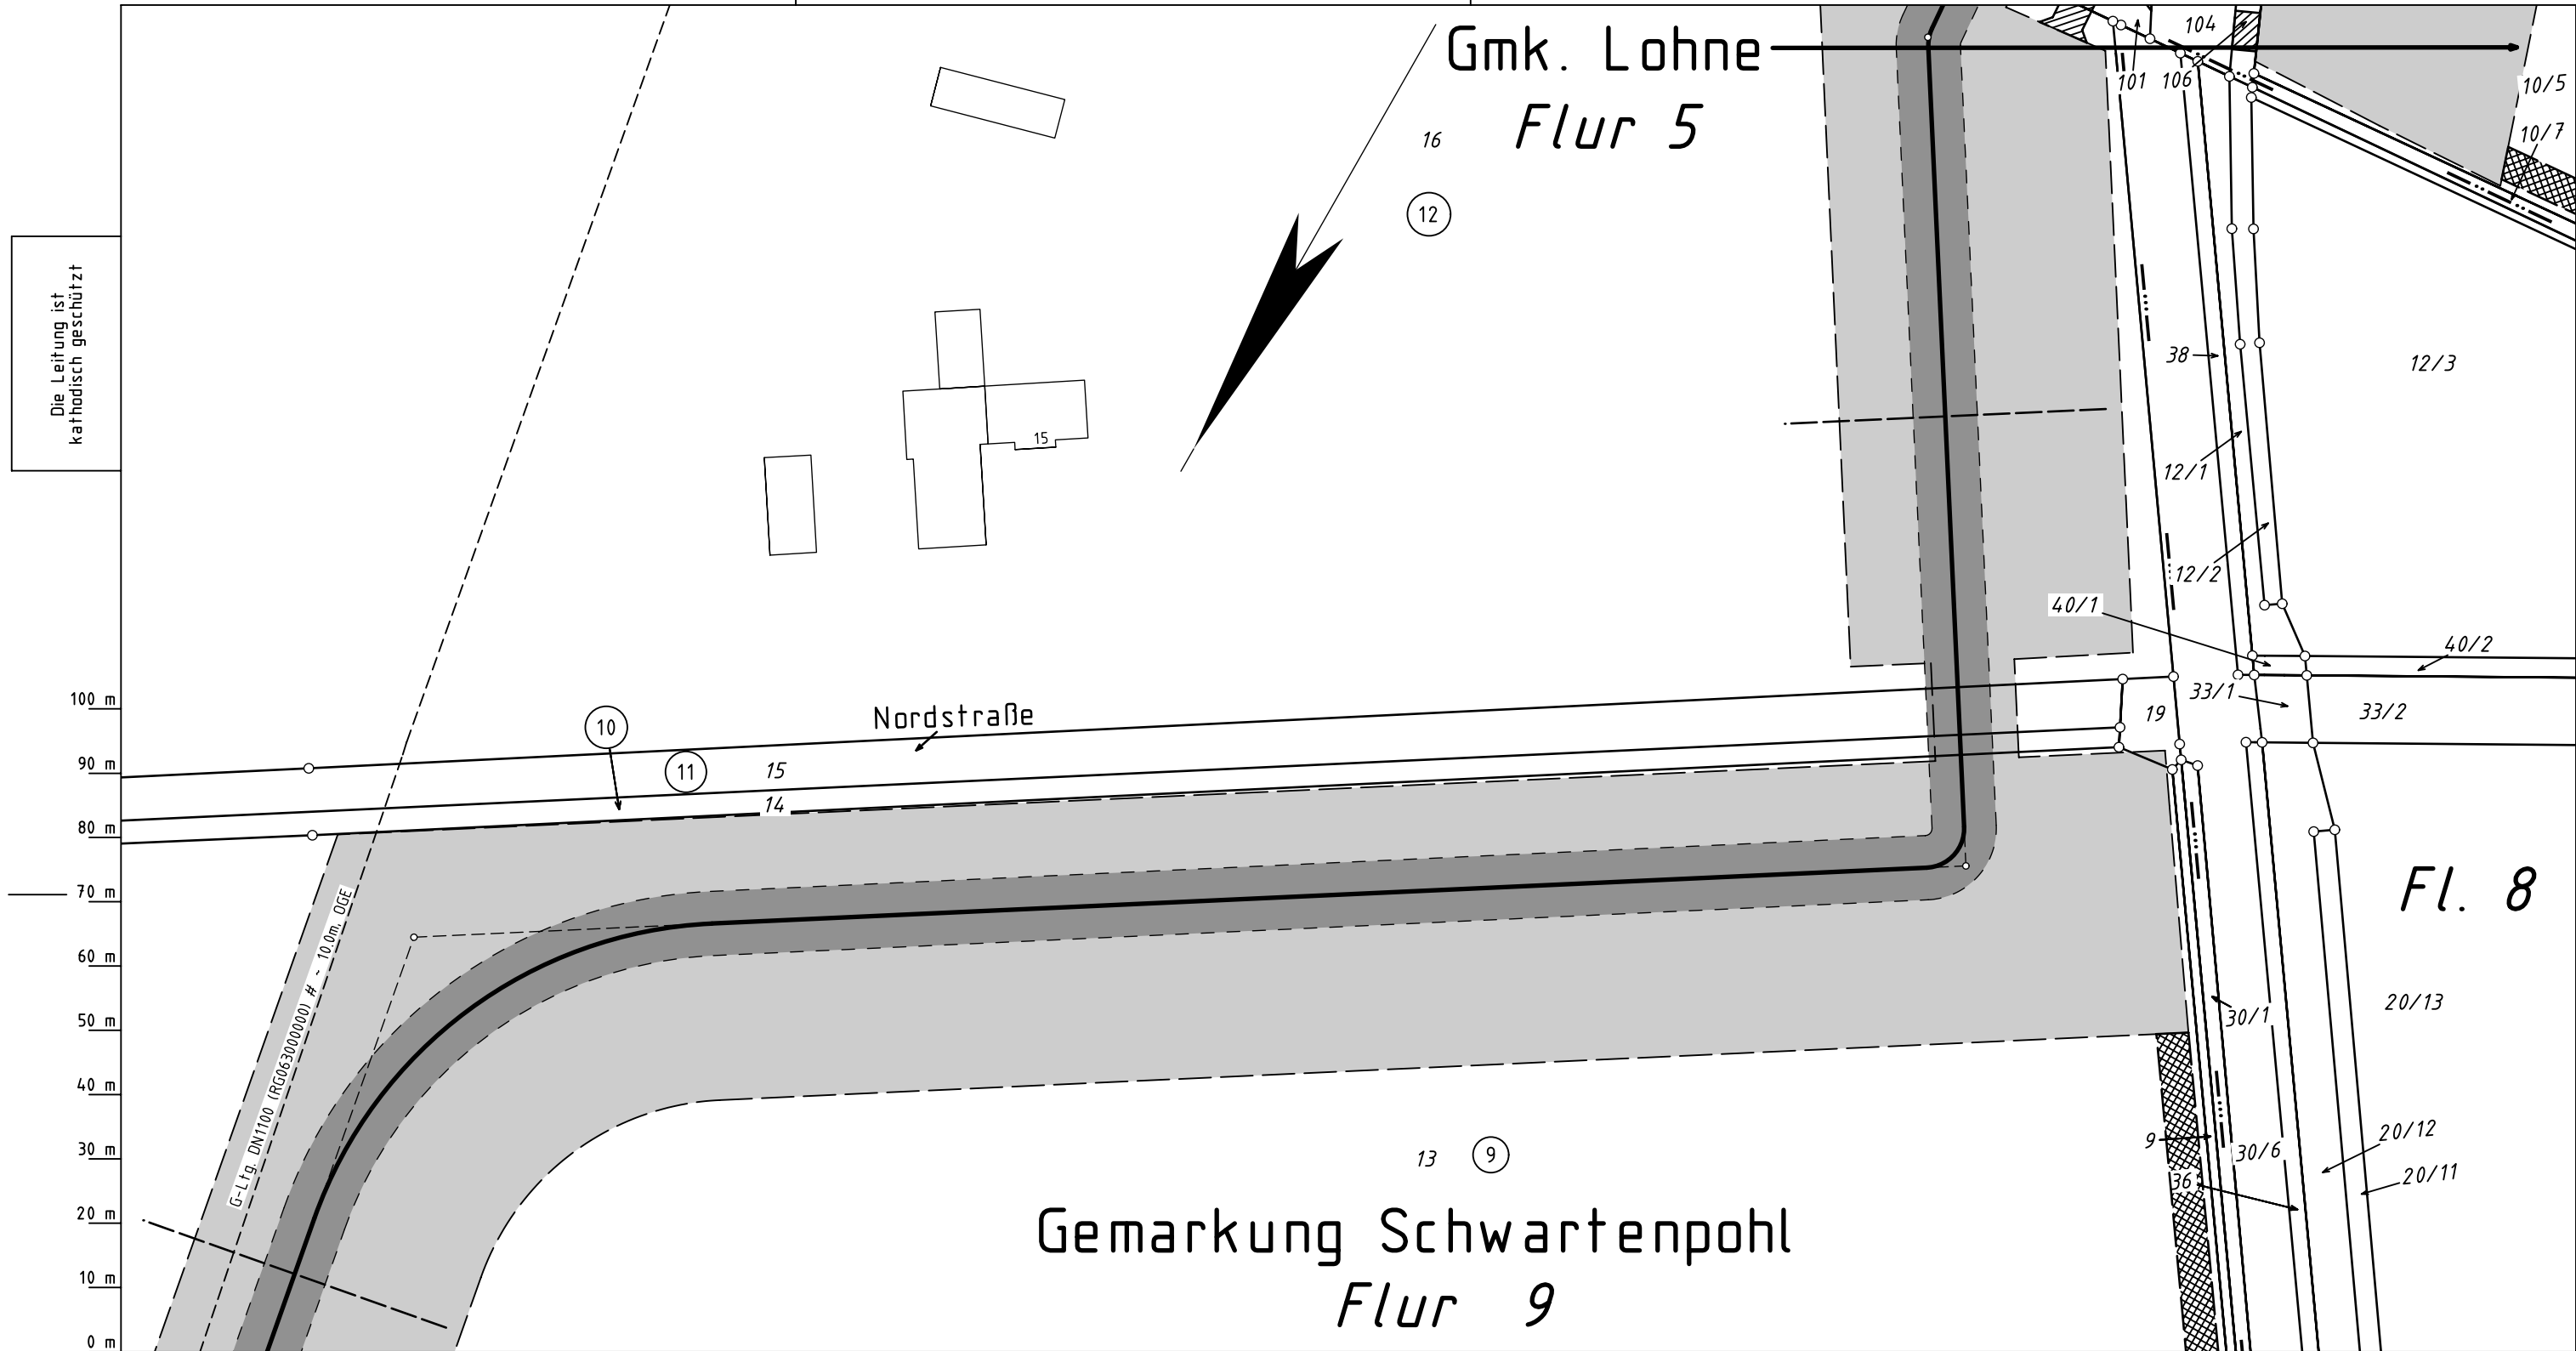 Gmk. Lohne
Flur 5
104
101
106
10/5
10/7
16
12
Die Leitung ist
kathodisch geschützt
15
38
12/3
12/1
12/2
40/1
40/2
33/1
33/2
19
100 m
90 m
80 m
70 m
60 m
50 m
40 m
30 m
20 m
10 m
0 m
10
11
Nordstraße
15
14
G-Ltg. DN1100 (RG063000000) # ~ 10.0m, OGE
Fl. 8
20/13
30/1
20/12
9
30/6
20/11
36
13
9
Gemarkung Schwartenpohl
Flur 9